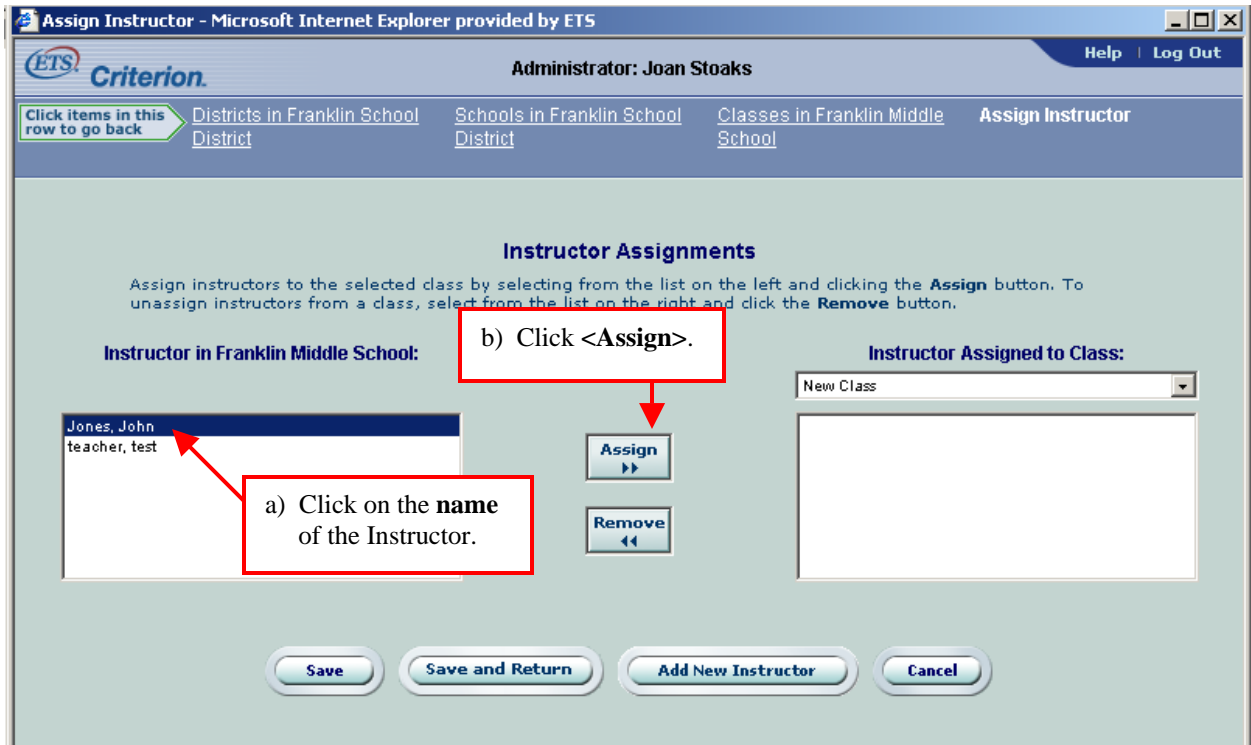 Assign Instructor - Microsoft Internet Explorer provided by ETS
ETS Criterion.
Administrator: Joan Stoaks
Help | Log Out
Click items in this
row to go back
Districts in Franklin School
District
Schools in Franklin School
District
Classes in Franklin Middle
School
Assign Instructor
Instructor Assignments
Assign instructors to the selected class by selecting from the list on the left and clicking the Assign button. To
unassign instructors from a class, select from the list on the right and click the Remove button.
b) Click <Assign>.
Instructor in Franklin Middle School:
Instructor Assigned to Class:
New Class
Jones, John
teacher, test
Assign
a) Click on the name
of the Instructor.
Remove
Save
Save and Return
Add New Instructor
Cancel